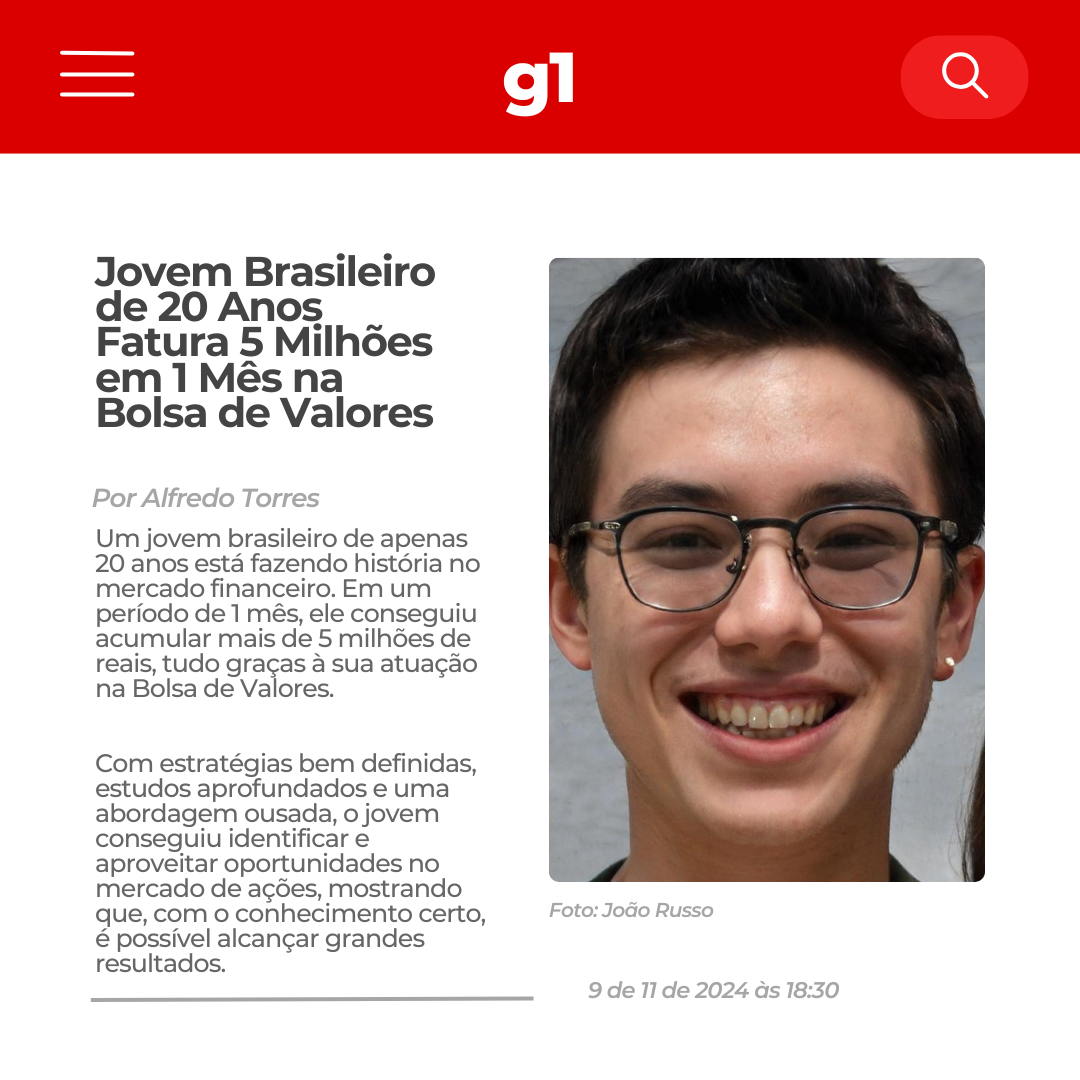 g1
Jovem Brasileiro
de 20 Anos
Fatura 5 Milhões
em 1 Mês na
Bolsa de Valores
Por Alfredo Torres
Um jovem brasileiro de apenas
20 anos está fazendo história no
mercado financeiro. Em um
período de 1 mês, ele conseguiu
acumular mais de 5 milhões de
reais, tudo graças à sua atuação
na Bolsa de Valores.
Com estratégias bem definidas,
estudos aprofundados e uma
abordagem ousada, o jovem
conseguiu identificar e
aproveitar oportunidades no
mercado de ações, mostrando
que, com o conhecimento certo,
é possível alcançar grandes
resultados.
Foto: João Russo
9 de 11 de 2024 às 18:30